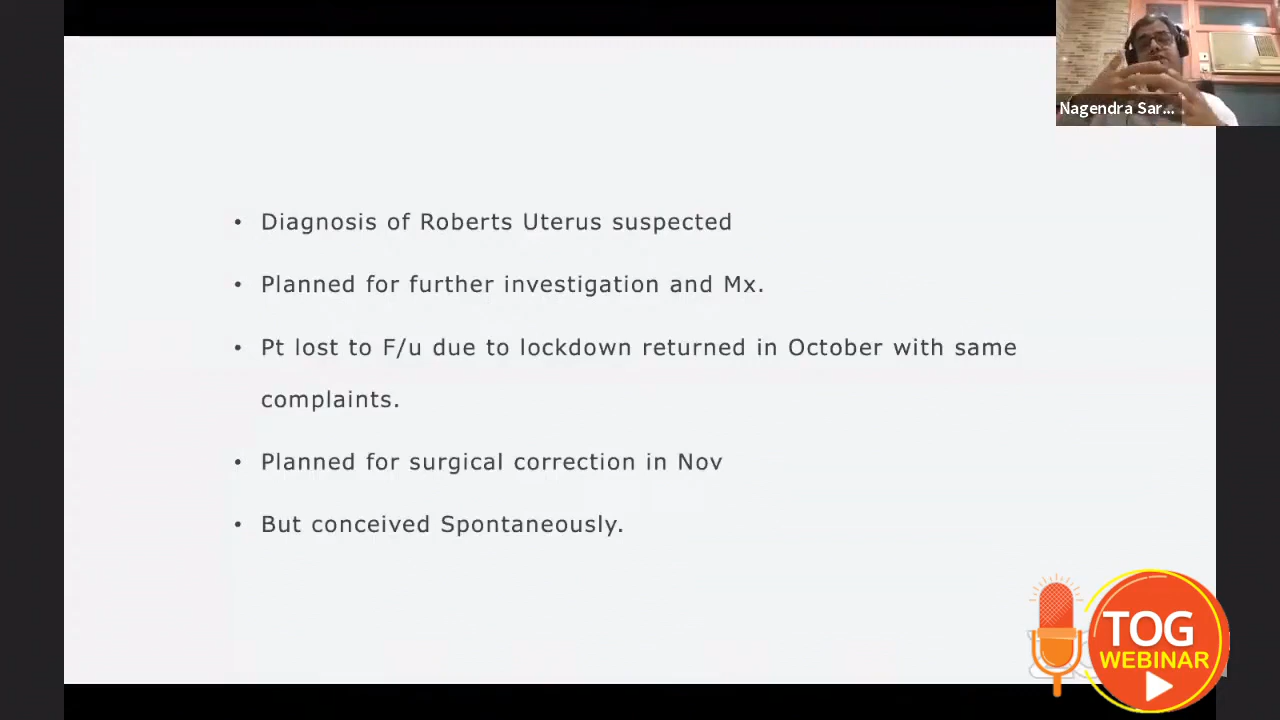 Nagendra Sar...
• Diagnosis of Roberts Uterus suspected
• Planned for further investigation and Mx.
• Pt lost to F/u due to lockdown returned in October with same
complaints.
• Planned for surgical correction in Nov
• But conceived Spontaneously.
TOG
WEBINAR